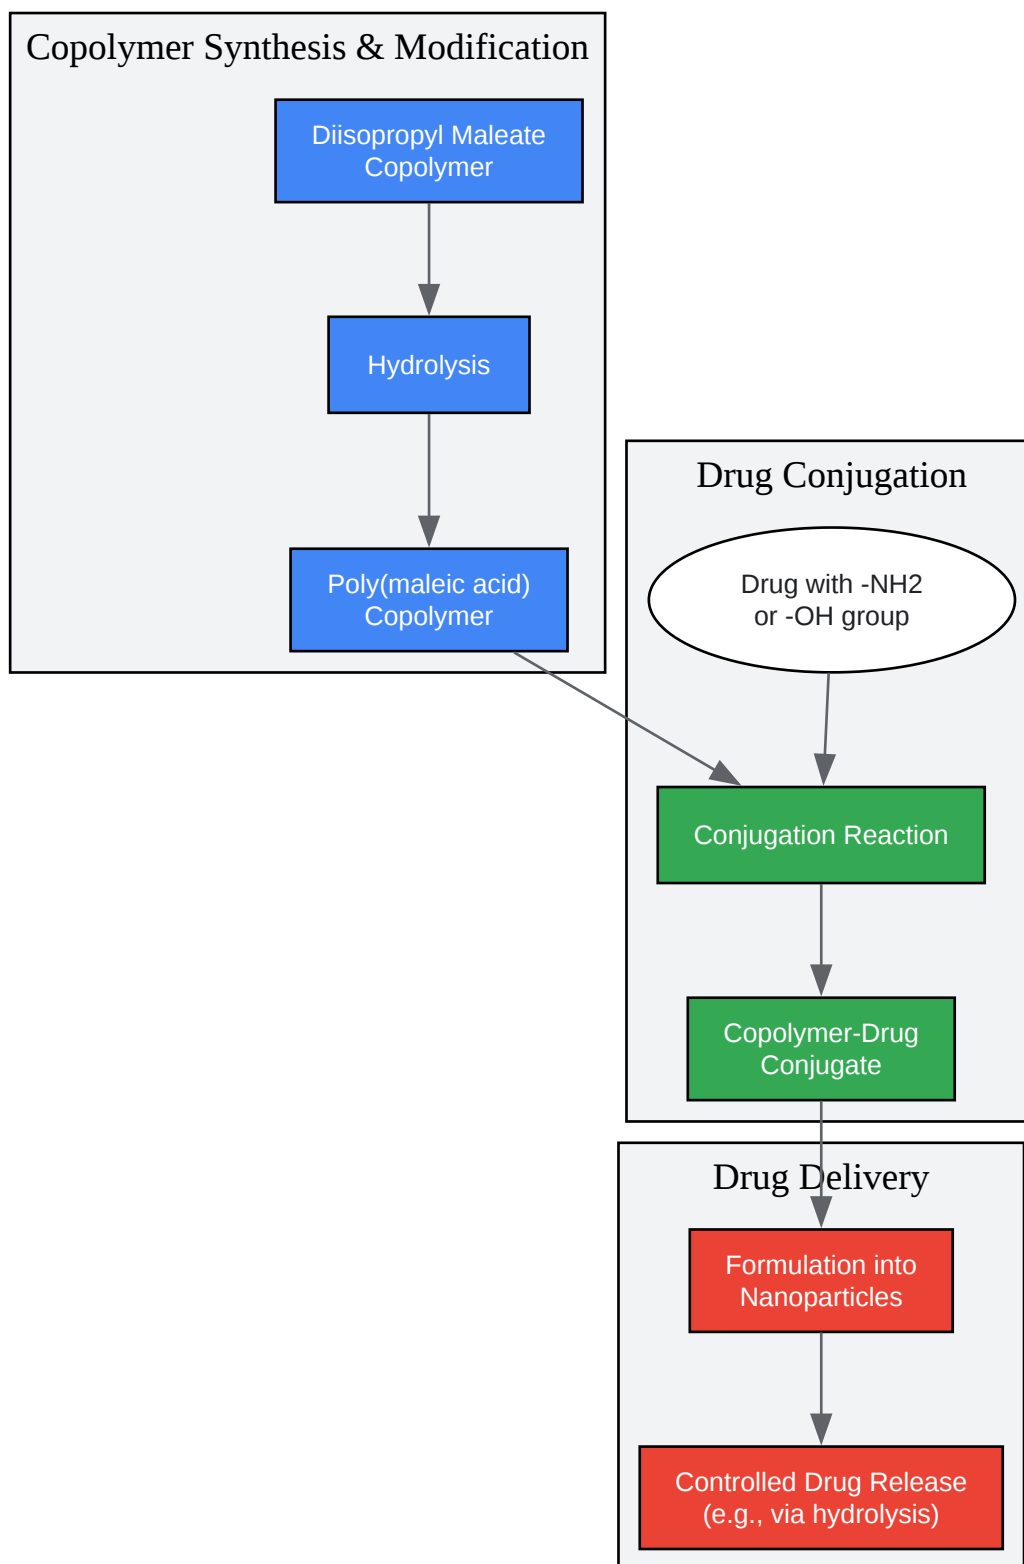 Copolymer Synthesis & Modification
Diisopropyl Maleate
Copolymer
Hydrolysis
Poly(maleic acid)
Copolymer
Drug Conjugation
Drug with -NH2
or -OH group
Conjugation Reaction
Copolymer-Drug
Conjugate
Drug Delivery
Formulation into
Nanoparticles
Controlled Drug Release
(e.g., via hydrolysis)